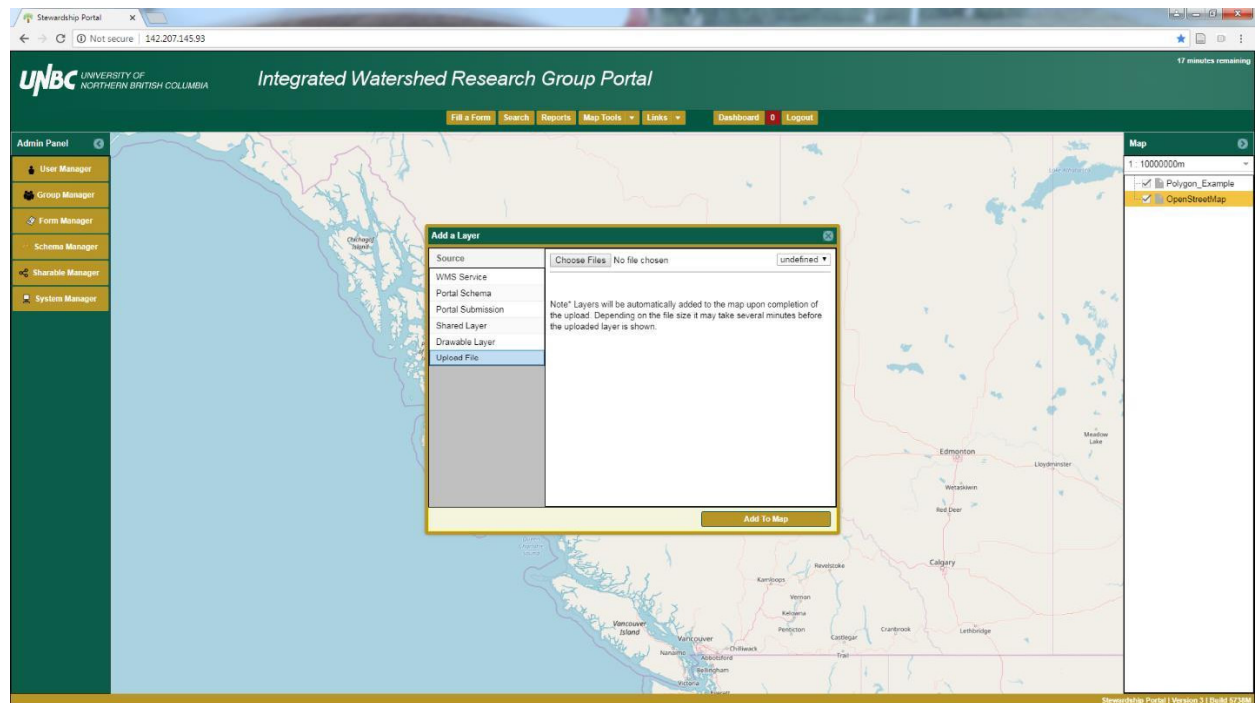 Stewardship Portal
Not secure | 142.207.145.93
17 minutes remaining
UNBC UNIVERSITY OF NORTHERN BRITISH COLUMBIA
Integrated Watershed Research Group Portal
Fill a Form Search Reports Map Tools Links Dashboard 0 Logout
Admin Panel
User Manager
Group Manager
Form Manager
Schema Manager
Sharable Manager
System Manager
Map
1 : 10000000m
Polygon_Example
OpenStreetMap
Add a Layer
Source
WMS Service
Portal Schema
Portal Submission
Shared Layer
Drawable Layer
Upload File
Choose Files No file chosen undefined
Note* Layers will be automatically added to the map upon completion of
the upload. Depending on the file size it may take several minutes before
the uploaded layer is shown.
Add To Map
Chichagof
Island
Meadow
Lake
Edmonton
Lloydminster
Wetaskiwin
Red Deer
Calgary
Revelstoke
Kamloops
Vernon
Kelowna
Penticton
Castlegar
Trail
Cranbrook
Lethbridge
Vancouver
Island
Vancouver
Chilliwack
Nanaimo
Abbotsford
Bellingham
Victoria
Everett
Stewardship Portal | Version 3 | Build 6738M